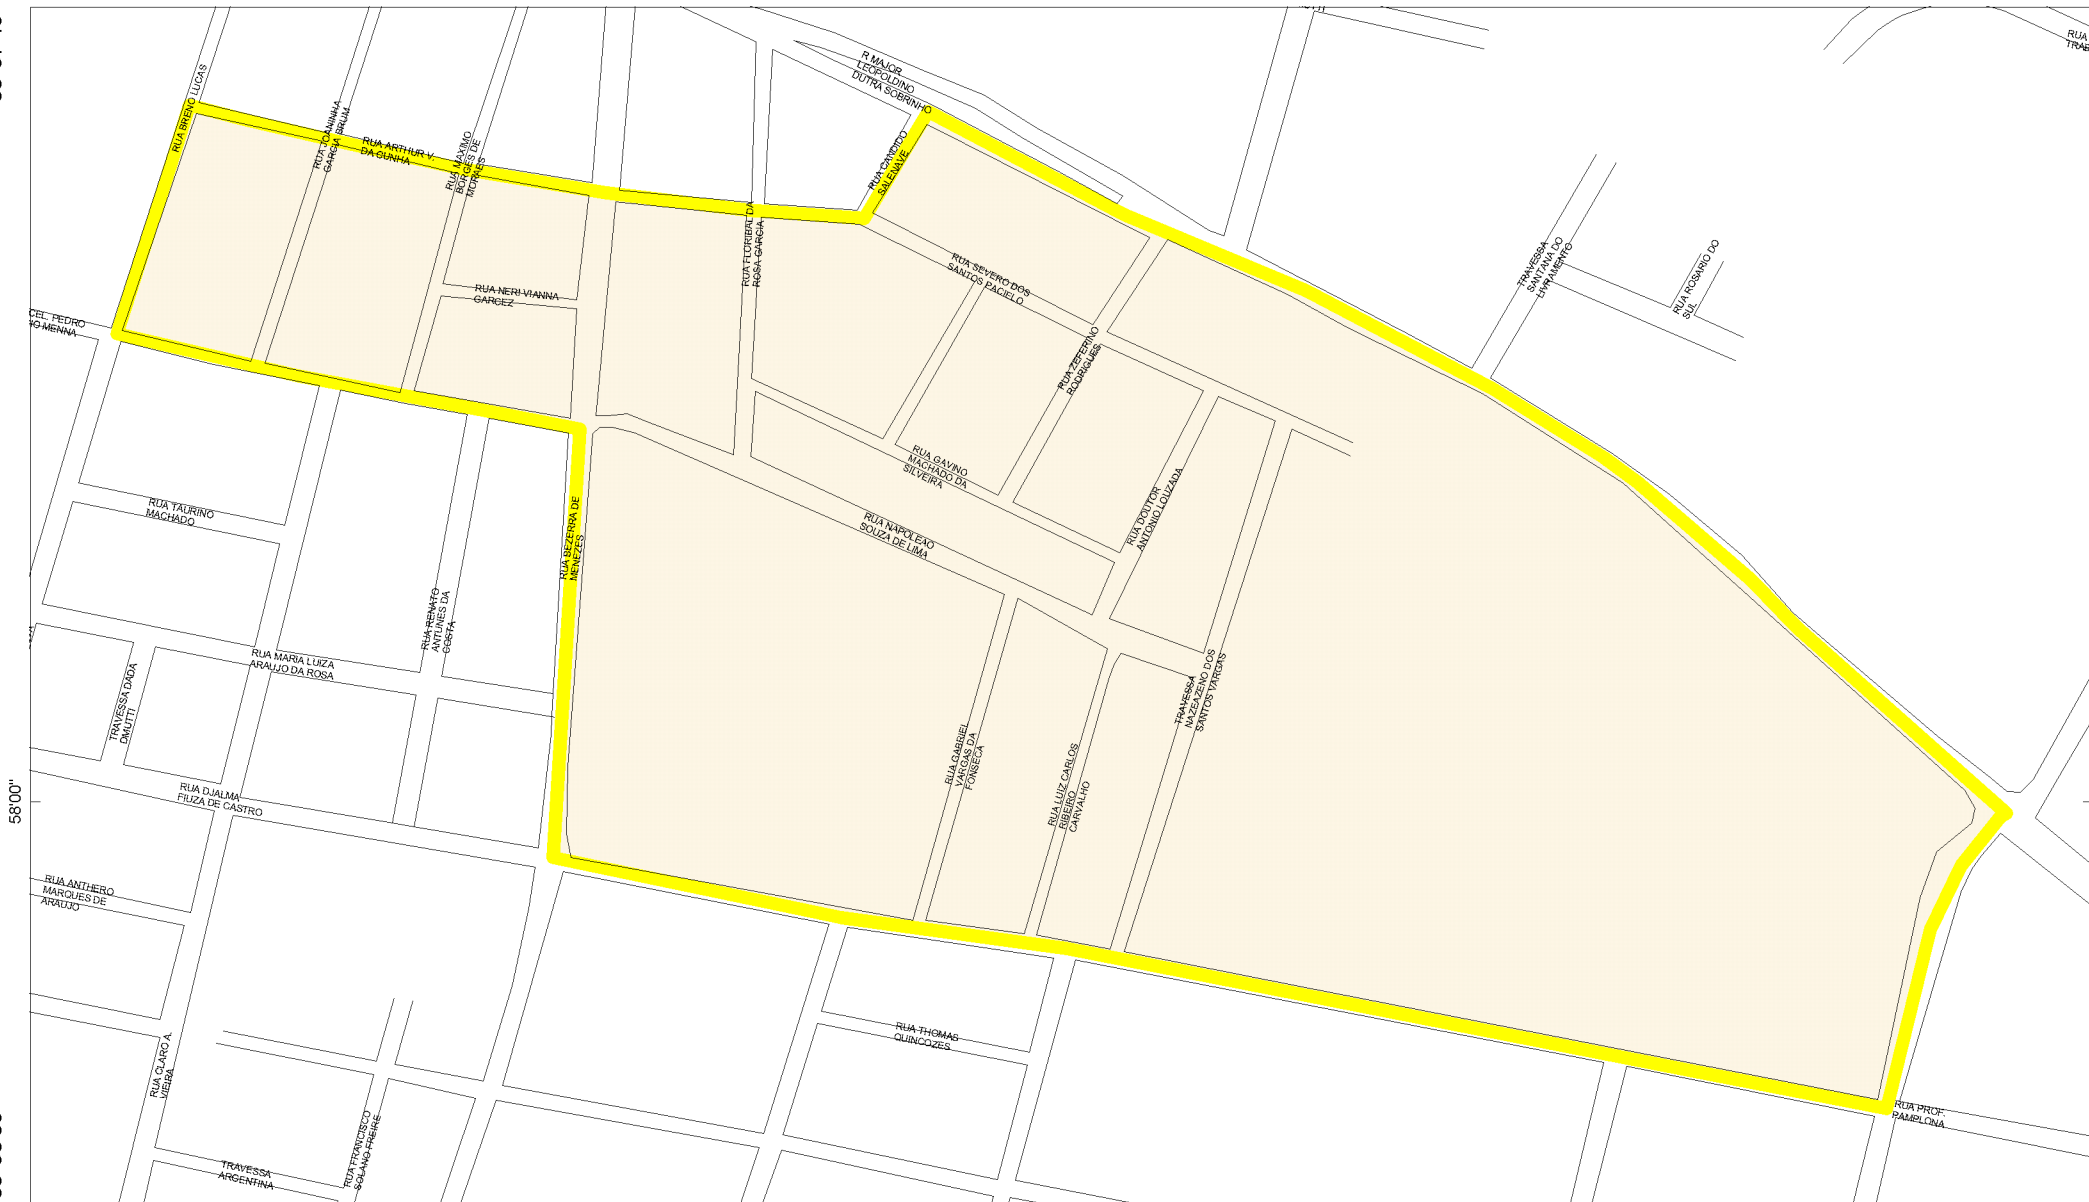 RUA
R MAJOR
LEOPOLDINO
DUTRA SOBRINHO
RUA BRENO LUCAS
RUA JOANINHA
GARCIA BRUM
RUA ARTHUR V.
DA CUNHA
RUA MAXIMO
BORGES DE
MORAES
RUA CANDIDO
SALENAVE
RUA FLORIBAL DA
ROSA GARCIA
RUA SEVERO DOS
SANTOS PACIELO
TRAVESSA
SANTANA DO
LIVRAMENTO
RUA ROSARIO DO
SUL
RUA NERI VIANNA
GARCEZ
CEL. PEDRO
MENNA
RUA ZEFERINO
RODRIGUES
RUA GAVINO
MACHADO DA
SILVEIRA
RUA DOUTOR
ANTONIO LOUZADA
RUA TAURINO
MACHADO
RUA BEZERRA DE
MENEZES
RUA NAPOLEAO
SOUZA DE LIMA
RUA RENATO
ANTUNES DA
COSTA
RUA MARIA LUIZA
ARAUJO DA ROSA
TRAVESSA DADA
DMUTTI
TRAVESSA
NAZEAZENO DOS
SANTOS VARGAS
RUA GABRIEL
VARGAS DA
FONSECA
RUA LUIZ CARLOS
RIBEIRO
CARVALHO
58'00"
RUA DJALMA
FIUZA DE CASTRO
RUA ANTHERO
MARQUES DE
ARAUJO
RUA THOMAS
QUINCOZES
RUA CLARO A.
VIEIRA
RUA FRANCISCO
SOLANO FREIRE
TRAVESSA
ARGENTINA
RUA PROF.
PAMPLONA